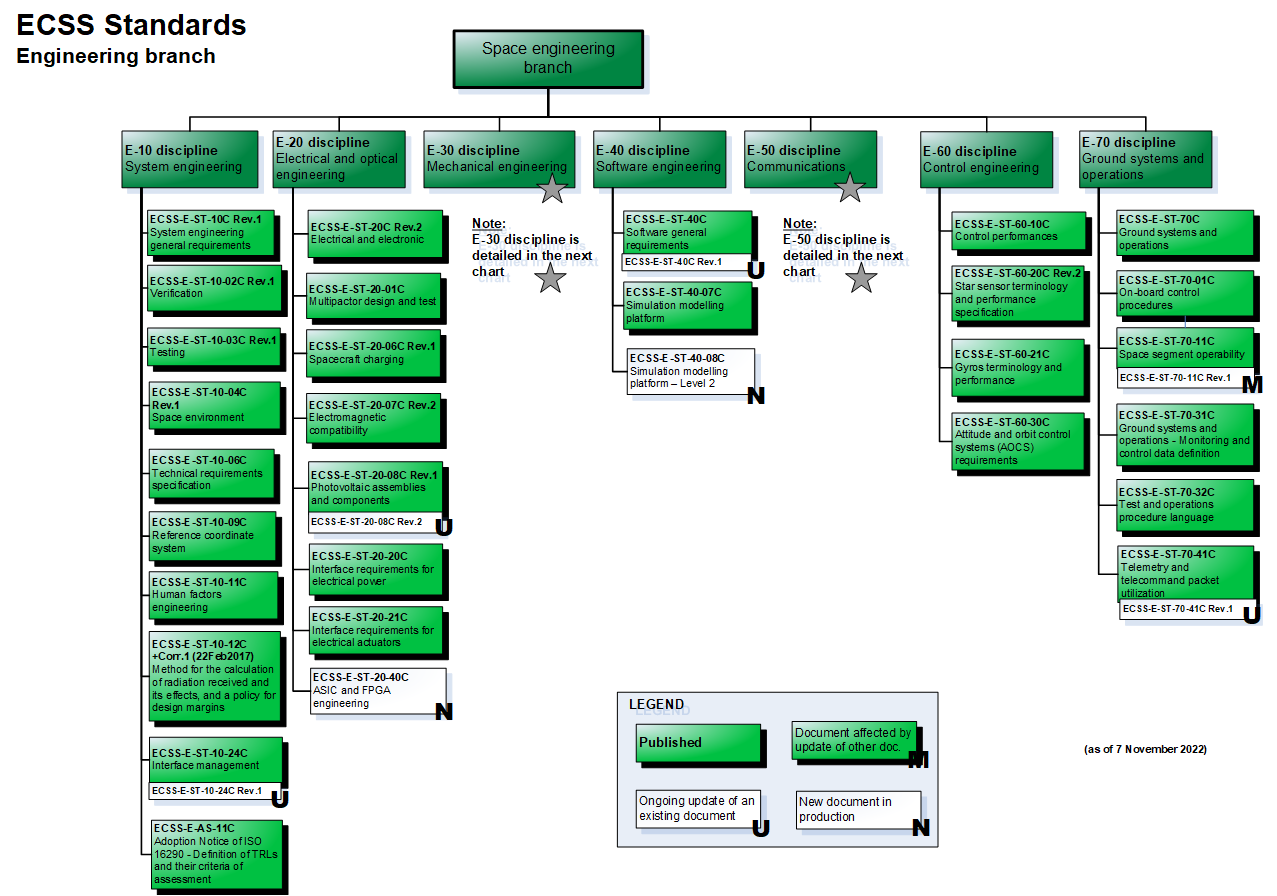 ECSS Standards
Engineering branch
Space engineering
branch
E-10 discipline
System engineering
E-20 discipline
Electrical and optical
engineering
E-30 discipline
Mechanical engineering
E-40 discipline
Software engineering
E-50 discipline
Communications
E-60 discipline
Control engineering
E-70 discipline
Ground systems and
operations
ECSS-E-ST-10C Rev.1
System engineering
general requirements
ECSS-E-ST-10-02C Rev.1
Verification
ECSS-E-ST-10-03C Rev.1
Testing
ECSS-E-ST-10-04C
Rev.1
Space environment
ECSS-E-ST-10-06C
Technical requirements
specification
ECSS-E-ST-10-09C
Reference coordinate
system
ECSS-E-ST-10-11C
Human factors
engineering
ECSS-E-ST-10-12C
+Corr.1 (22Feb2017)
Method for the calculation
of radiation received and
its effects, and a policy for
design margins
ECSS-E-ST-10-24C
Interface management
ECSS-E-ST-10-24C Rev.1
U
ECSS-E-AS-11C
Adoption Notice of ISO
16290 - Definition of TRLs
and their criteria of
assessment
ECSS-E-ST-20C Rev.2
Electrical and electronic
ECSS-E-ST-20-01C
Multipactor design and test
ECSS-E-ST-20-06C Rev.1
Spacecraft charging
ECSS-E-ST-20-07C Rev.2
Electromagnetic
compatibility
ECSS-E-ST-20-08C Rev.1
Photovoltaic assemblies
and components
ECSS-E-ST-20-08C Rev.2
U
ECSS-E-ST-20-20C
Interface requirements for
electrical power
ECSS-E-ST-20-21C
Interface requirements for
electrical actuators
ECSS-E-ST-20-40C
ASIC and FPGA
engineering
N
Note:
E-30 discipline is
detailed in the next
chart
ECSS-E-ST-40C
Software general
requirements
ECSS-E-ST-40C Rev.1
U
ECSS-E-ST-40-07C
Simulation modelling
platform
ECSS-E-ST-40-08C
Simulation modelling
platform – Level 2
N
Note:
E-50 discipline is
detailed in the next
chart
ECSS-E-ST-60-10C
Control performances
ECSS-E-ST-60-20C Rev.2
Star sensor terminology
and performance
specification
ECSS-E-ST-60-21C
Gyros terminology and
performance
ECSS-E-ST-60-30C
Attitude and orbit control
systems (AOCS)
requirements
ECSS-E-ST-70C
Ground systems and
operations
ECSS-E-ST-70-01C
On-board control
procedures
ECSS-E-ST-70-11C
Space segment operability
ECSS-E-ST-70-11C Rev.1
M
ECSS-E-ST-70-31C
Ground systems and
operations – Monitoring and
control data definition
ECSS-E-ST-70-32C
Test and operations
procedure language
ECSS-E-ST-70-41C
Telemetry and
telecommand packet
utilization
ECSS-E-ST-70-41C Rev.1
U
LEGEND
Published
Document affected by
update of other doc.
M
Ongoing update of an
existing document
U
New document in
production
N
(as of 7 November 2022)